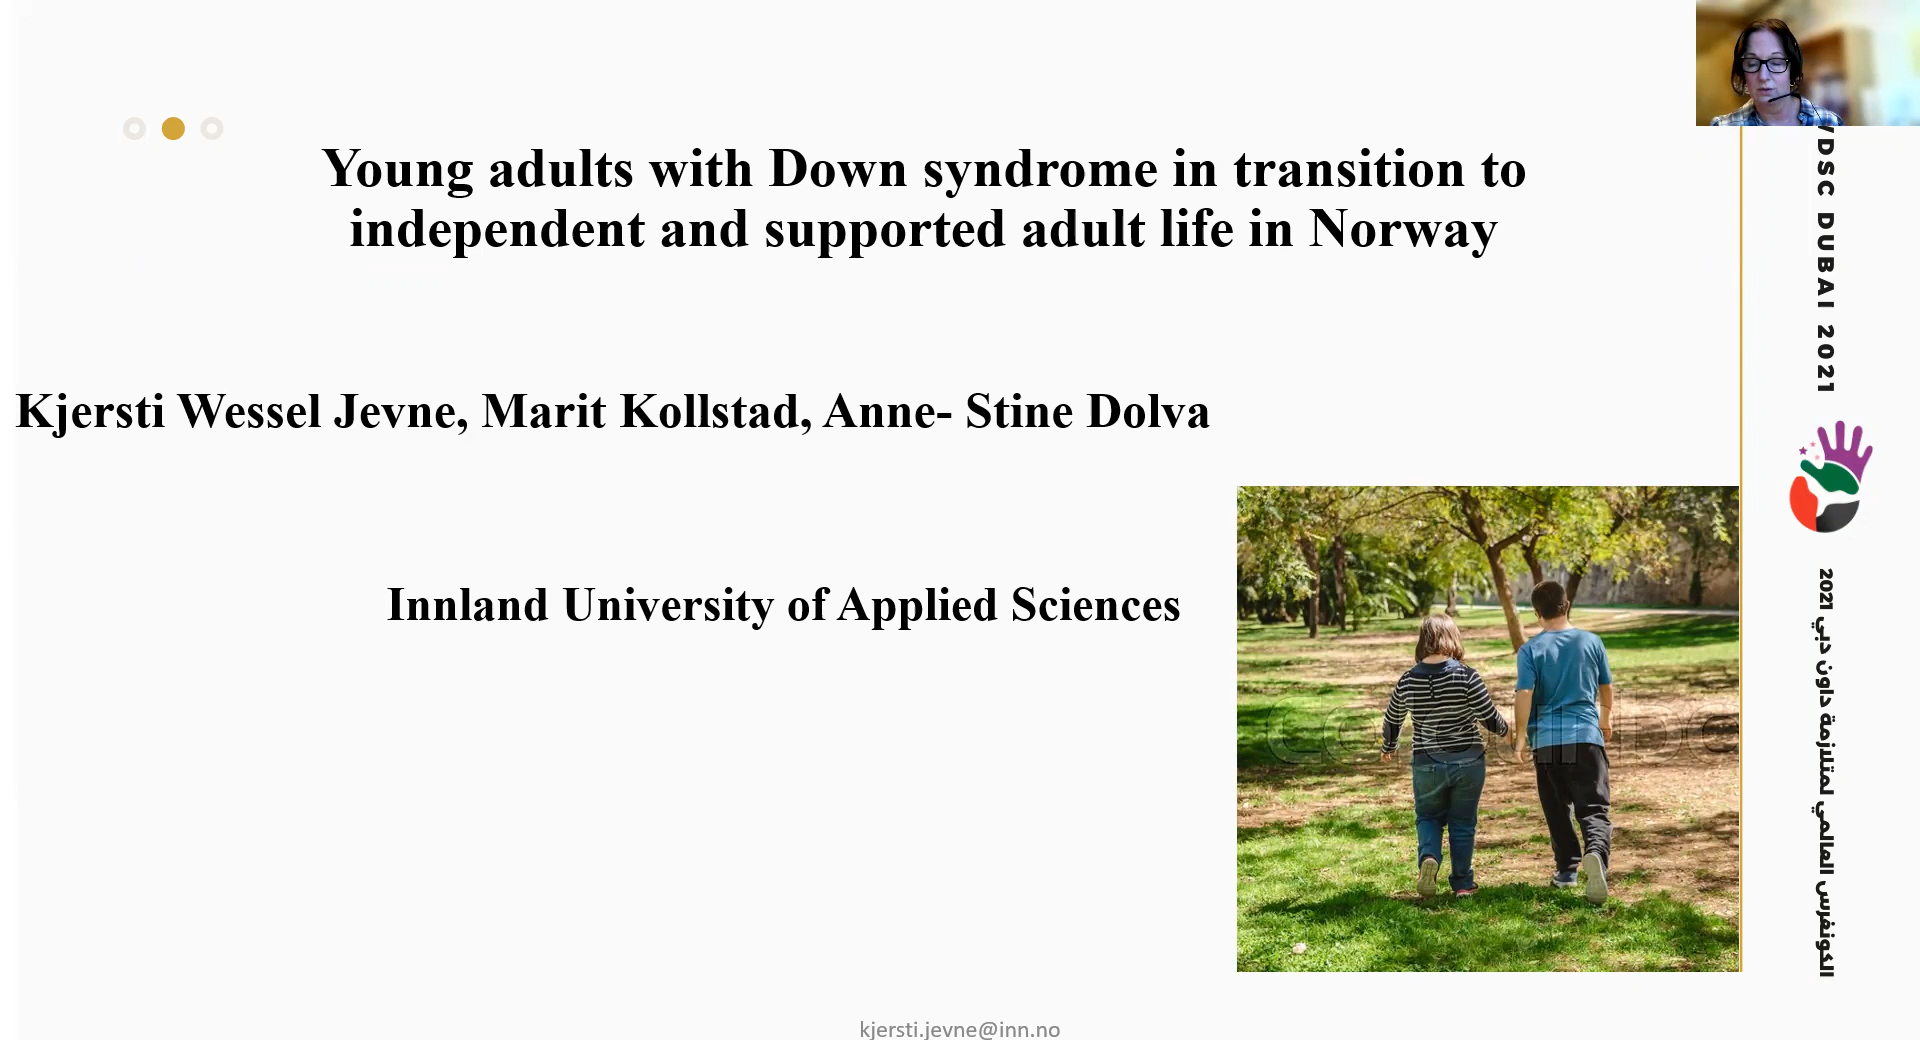 Young adults with Down syndrome in transition to
independent and supported adult life in Norway
Kjersti Wessel Jevne, Marit Kollstad, Anne- Stine Dolva
Innland University of Applied Sciences
kjersti.jevne@inn.no
WDSC DUBAI 2021
الكونفرس العالمي لمتلازمة داون دبي 2021